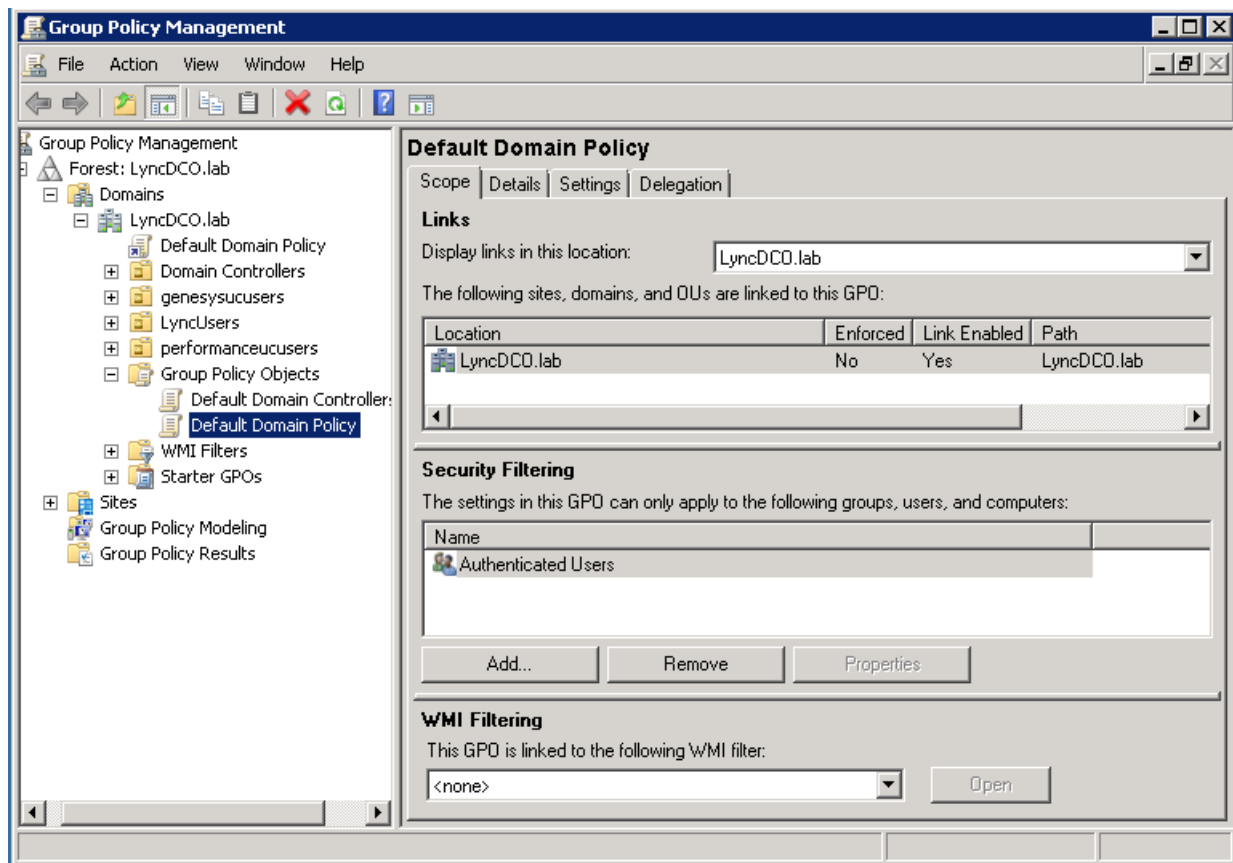 Group Policy Management
File Action View Window Help
Group Policy Management
Forest: LyncDCO.lab
Domains
LyncDCO.lab
Default Domain Policy
Domain Controllers
genesysucusers
LyncUsers
performanceucusers
Group Policy Objects
Default Domain Controllers
Default Domain Policy
WMI Filters
Starter GPOs
Sites
Group Policy Modeling
Group Policy Results
Default Domain Policy
Scope Details Settings Delegation
Links
Display links in this location: LyncDCO.lab
The following sites, domains, and OUs are linked to this GPO:
Location Enforced Link Enabled Path
LyncDCO.lab No Yes LyncDCO.lab
Security Filtering
The settings in this GPO can only apply to the following groups, users, and computers:
Name
Authenticated Users
Add... Remove Properties
WMI Filtering
This GPO is linked to the following WMI filter:
<none> Open